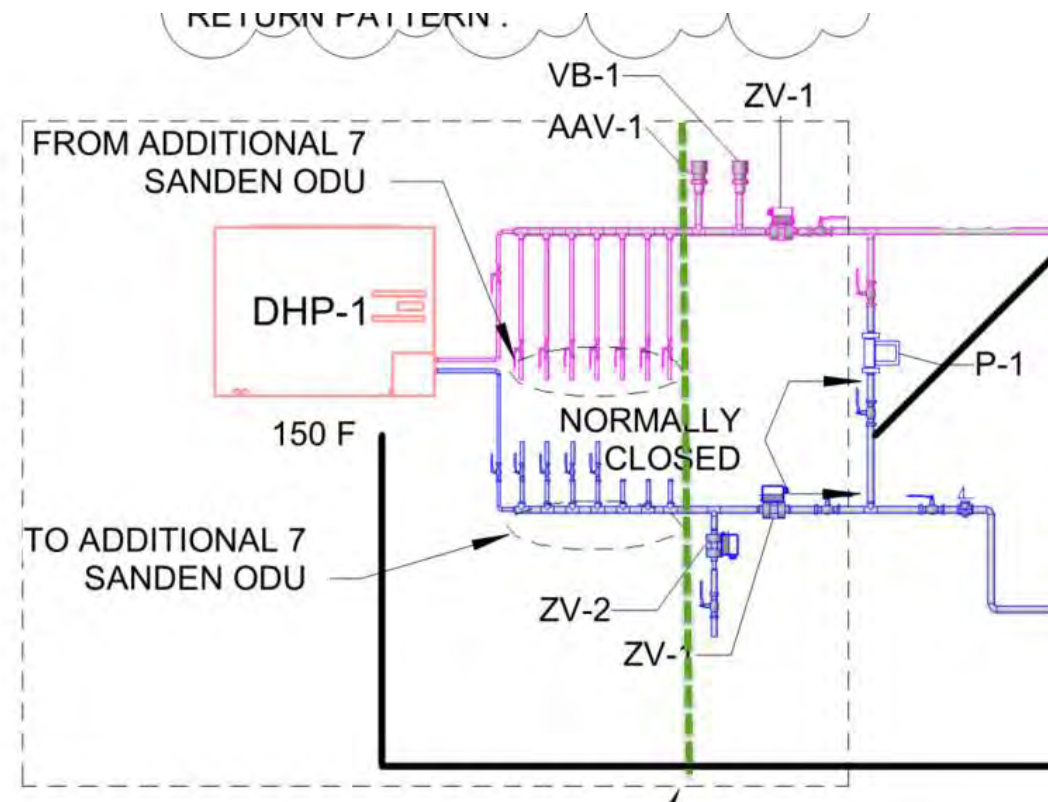 RETURN PATTERN .
VB-1
ZV-1
AAV-1
FROM ADDITIONAL 7
SANDEN ODU
DHP-1
P-1
150 F
NORMALLY
CLOSED
TO ADDITIONAL 7
SANDEN ODU
ZV-2
ZV-1